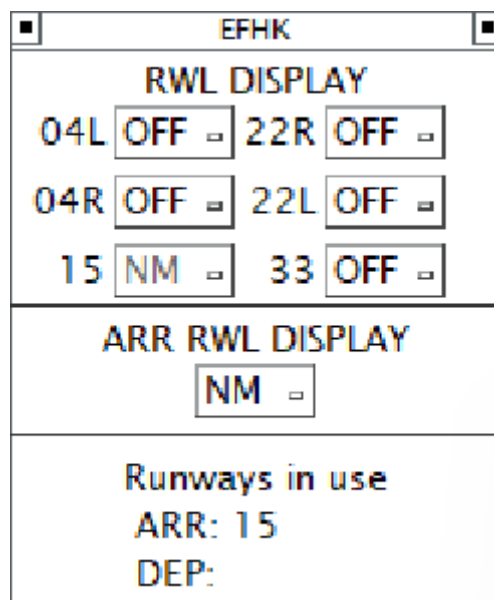 EFHK
RWL DISPLAY
04L OFF 22R OFF
04R OFF 22L OFF
15 NM 33 OFF
ARR RWL DISPLAY
NM
Runways in use
ARR: 15
DEP: